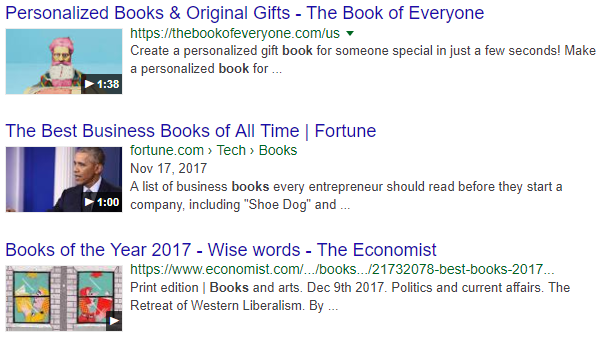 Personalized Books & Original Gifts - The Book of Everyone
https://thebookofeveryone.com/us
Create a personalized gift book for someone special in just a few seconds! Make
a personalized book for ...
1:38
The Best Business Books of All Time | Fortune
fortune.com › Tech › Books
Nov 17, 2017
A list of business books every entrepreneur should read before they start a
company, including "Shoe Dog" and ...
1:00
Books of the Year 2017 - Wise words - The Economist
https://www.economist.com/.../books.../21732078-best-books-2017...
Print edition | Books and arts. Dec 9th 2017. Politics and current affairs. The
Retreat of Western Liberalism. By ...